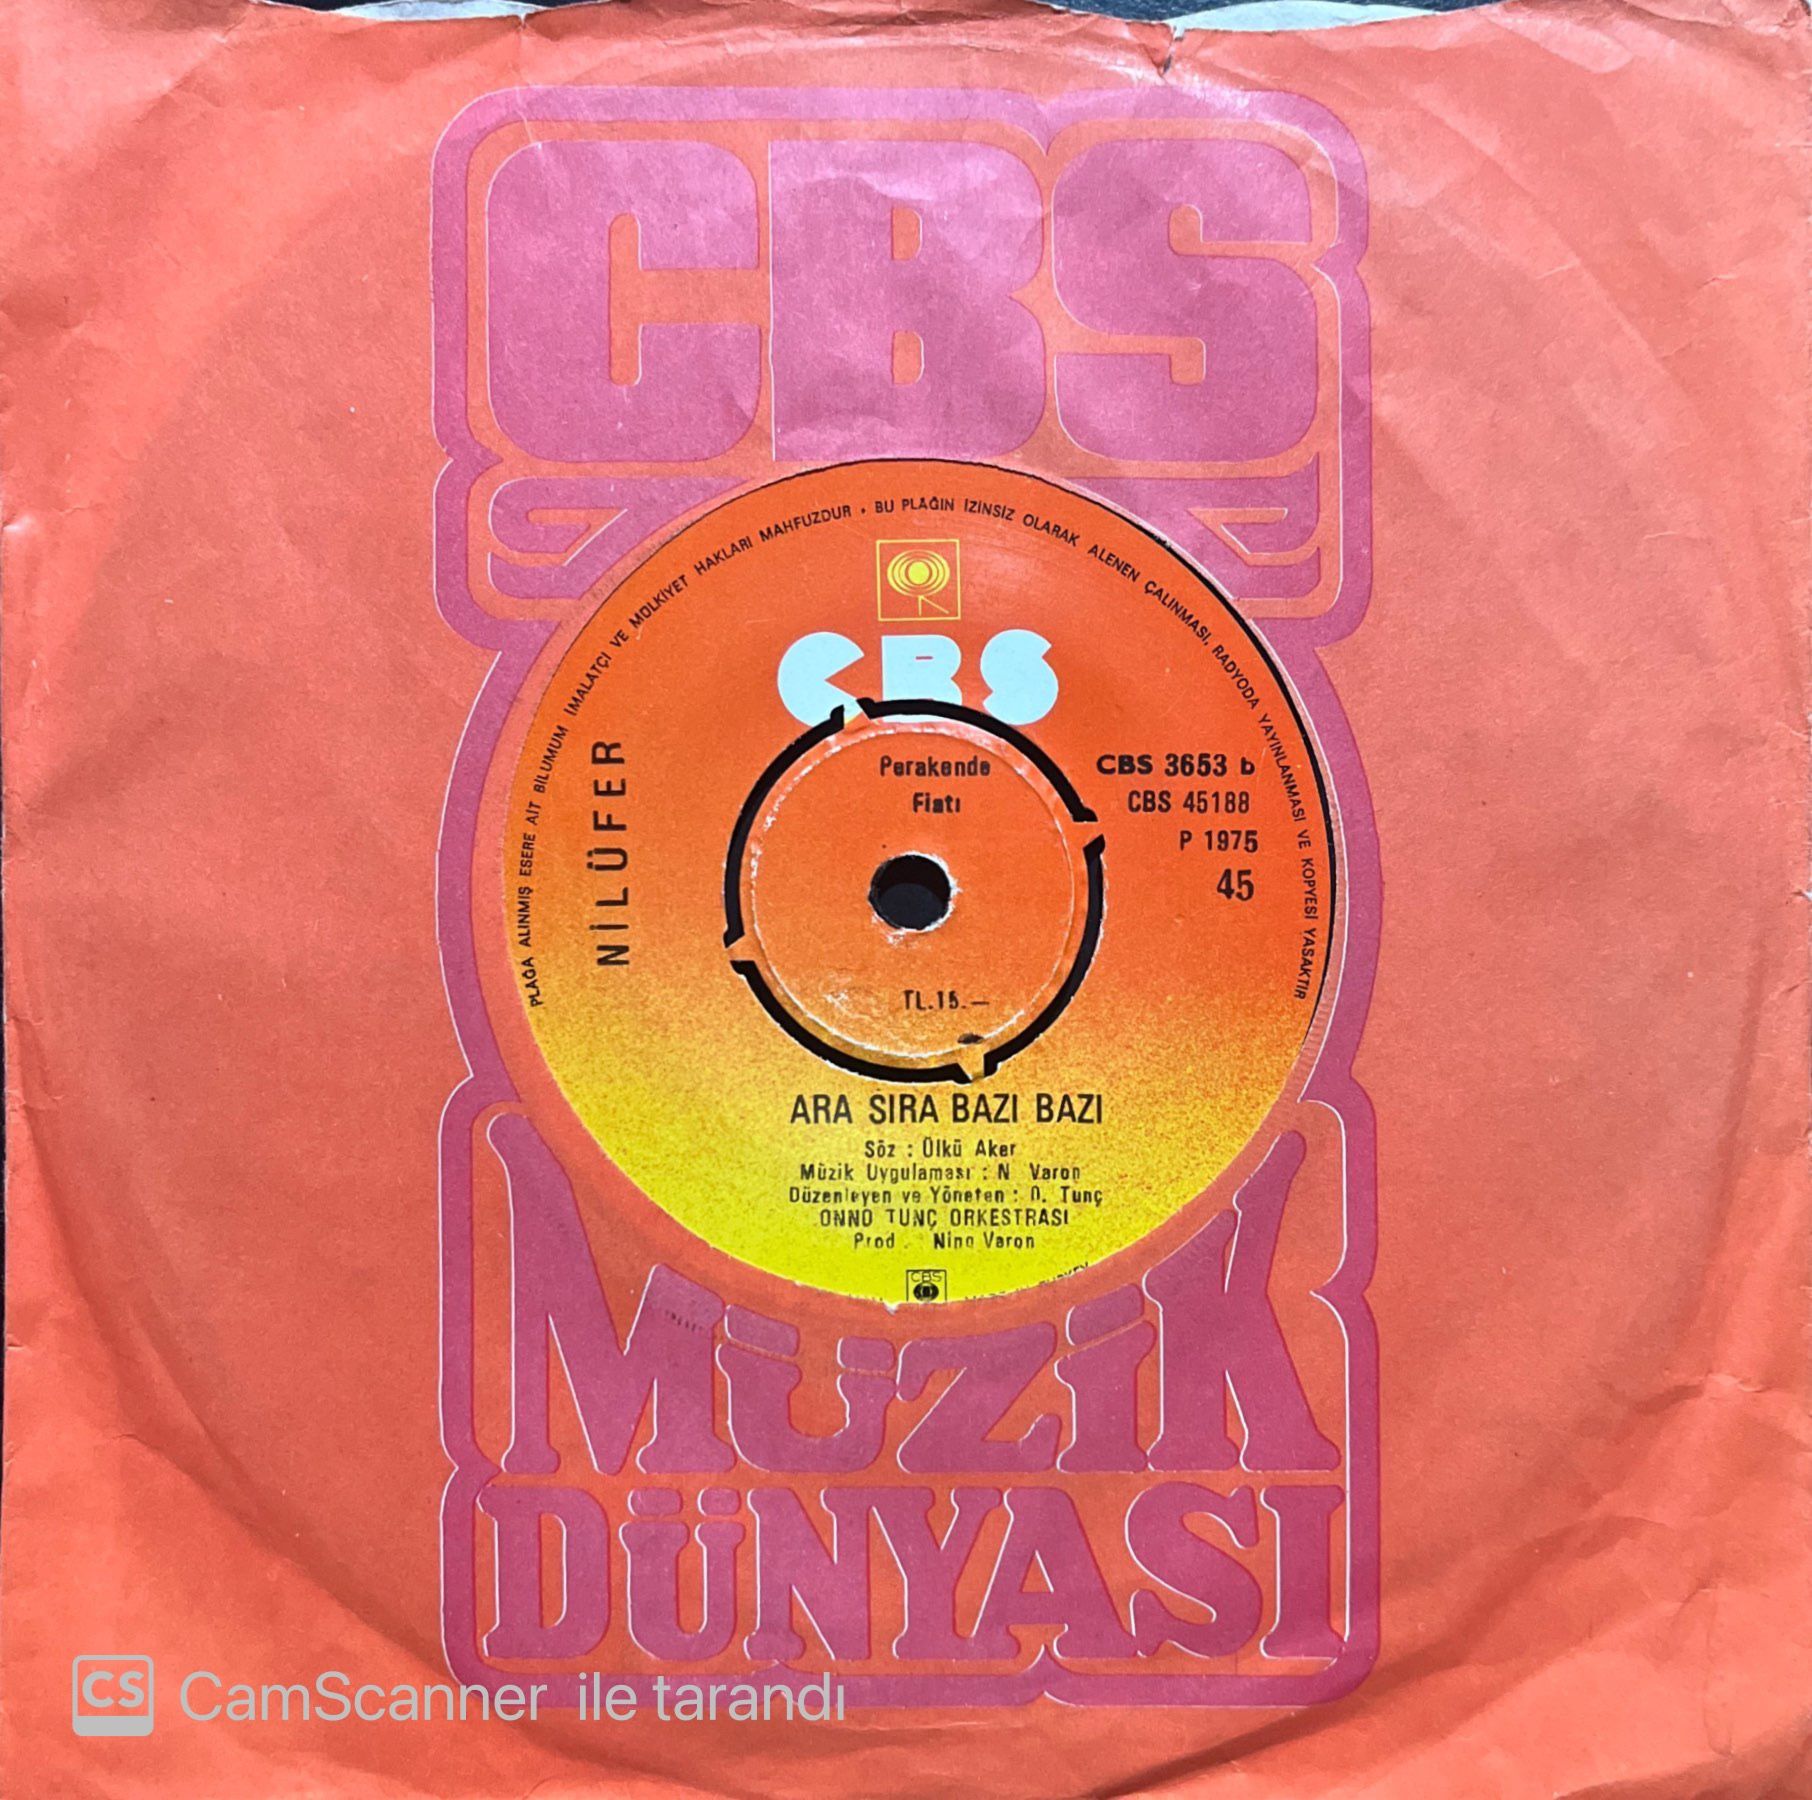 CBS
PLAĞA ALINMIŞ ESERE AİT BİLUMUM İMALATÇI VE MÜLKİYET HAKLARI MAHFUZDUR . BU PLAĞIN İZİNSİZ OLARAK ALENEN ÇALINMASI, RADYODA YAYINLANMASI VE KOPYESİ YASAKTIR
CBS
NİLÜFER
Perakende
Fiatı
CBS 3653 b
CBS 45188
P 1975
45
TL.15.—
ARA SIRA BAZI BAZI
Söz : Ülkü Aker
Müzik Uygulaması : N Varon
Düzenleyen ve Yöneten : O. Tunç
ONNO TUNÇ ORKESTRASI
Prod . Nino Varon
CBS
MÜZİK
DÜNYASI
CS CamScanner ile tarandı